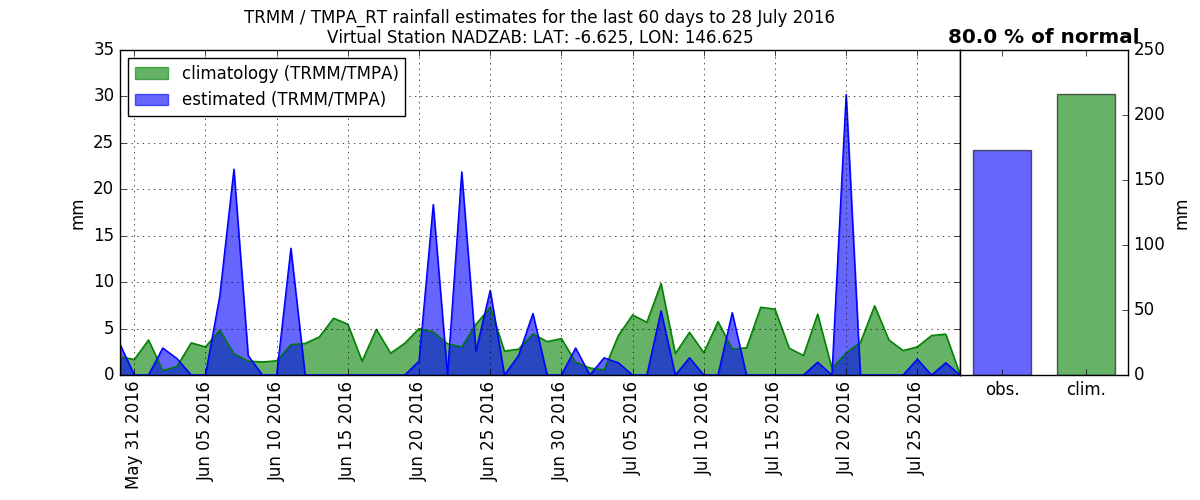 TRMM / TMPA_RT rainfall estimates for the last 60 days to 28 July 2016
Virtual Station NADZAB: LAT: -6.625, LON: 146.625
80.0 % of normal
climatology (TRMM/TMPA)
estimated (TRMM/TMPA)
35
30
25
20
15
10
5
0
mm
May 31 2016
Jun 05 2016
Jun 10 2016
Jun 15 2016
Jun 20 2016
Jun 25 2016
Jun 30 2016
Jul 05 2016
Jul 10 2016
Jul 15 2016
Jul 20 2016
Jul 25 2016
obs.
clim.
250
200
150
100
50
0
mm